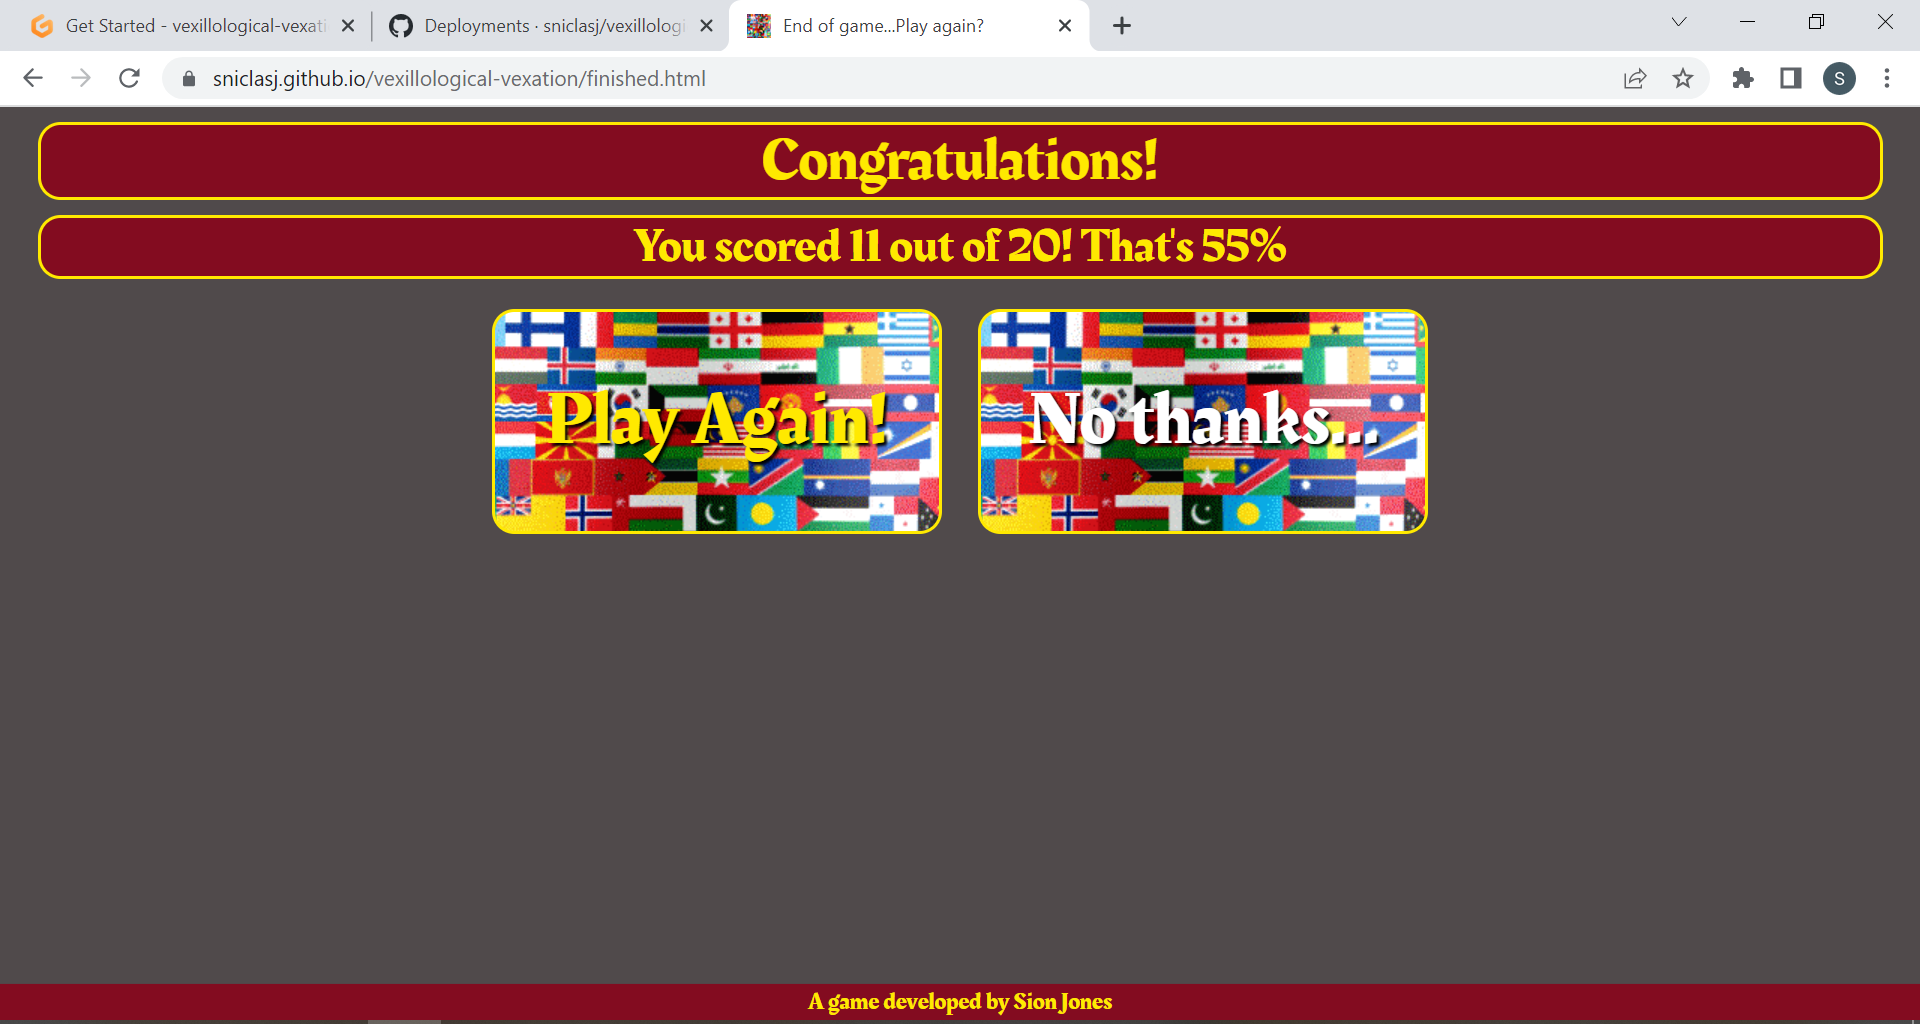 Get Started - vexillological-vexati
Deployments · sniclasj/vexillologi
End of game...Play again?
sniclasj.github.io/vexillological-vexation/finished.html
S
Congratulations!
You scored 11 out of 20! That's 55%
Play Again!
No thanks...
A game developed by Sion Jones